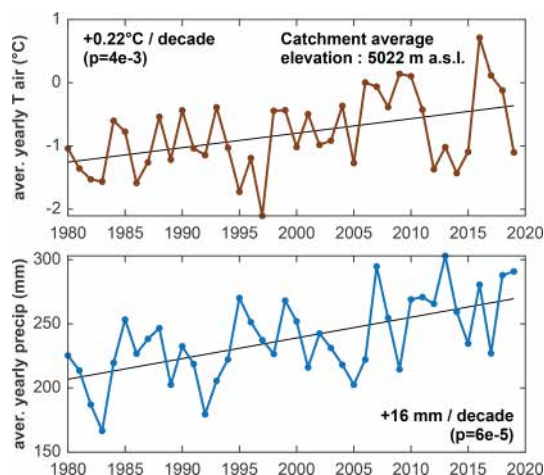 +0.22°C / decade
(p=4e-3)
Catchment average
elevation : 5022 m a.s.l.
aver. yearly T air (°C)
1
0
-1
-2
1980 1985 1990 1995 2000 2005 2010 2015 2020
aver. yearly precip (mm)
300
250
200
150
+16 mm / decade
(p=6e-5)
1980 1985 1990 1995 2000 2005 2010 2015 2020